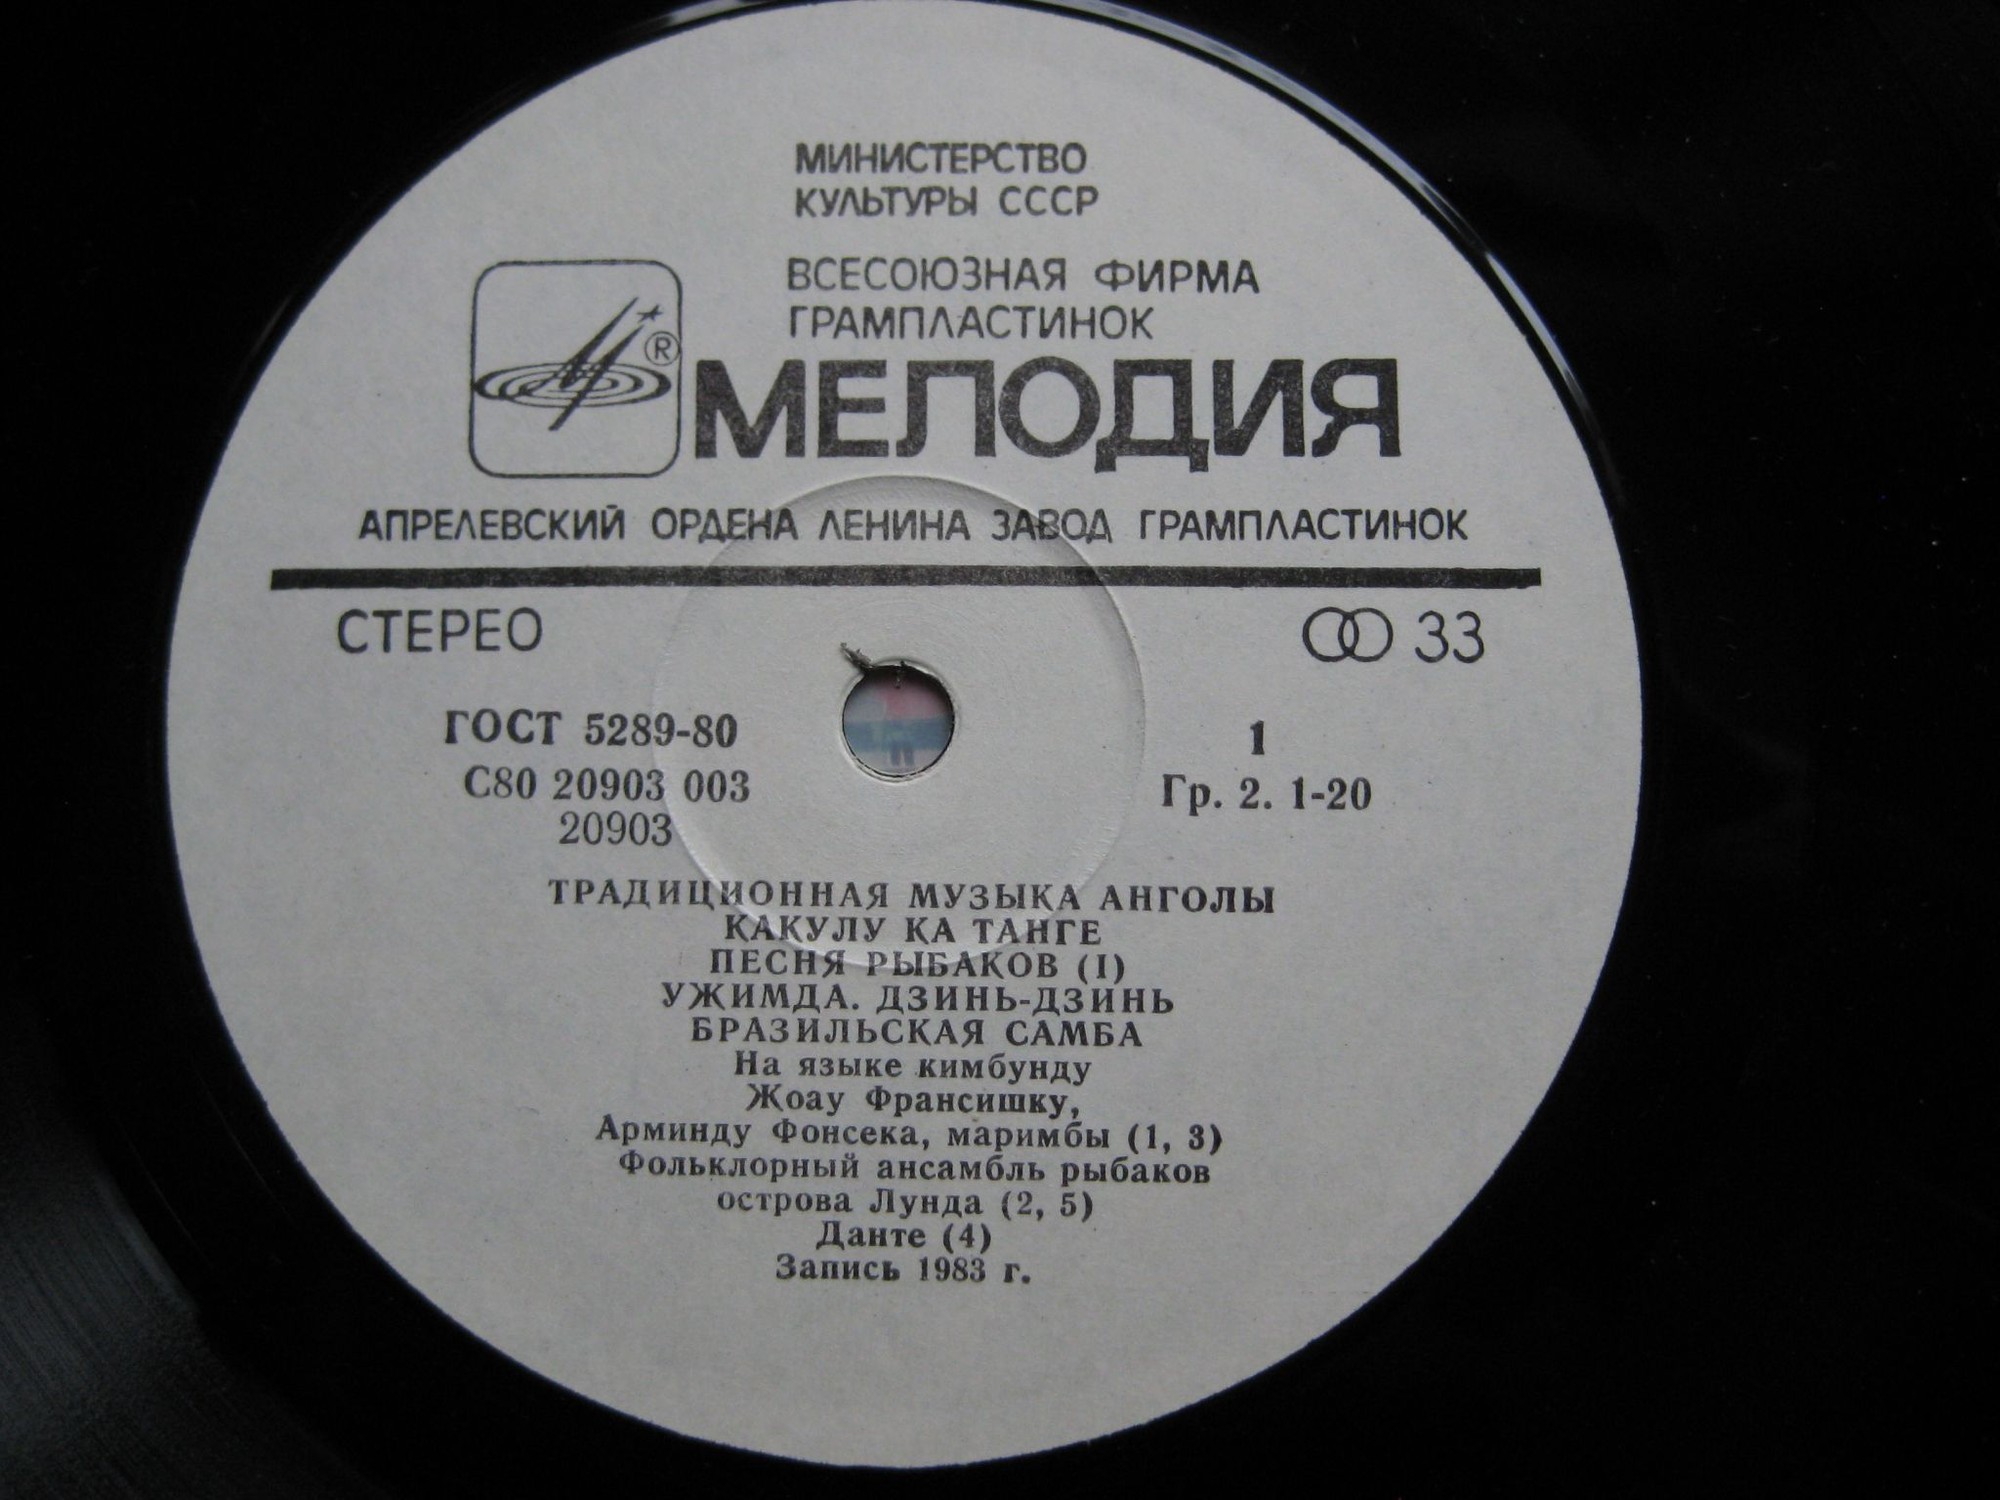 МИНИСТЕРСТВО
КУЛЬТУРЫ СССР
ВСЕСОЮЗНАЯ ФИРМА
ГРАМПЛАСТИНОК
®
МЕЛОДИЯ
АПРЕЛЕВСКИЙ ОРДЕНА ЛЕНИНА ЗАВОД ГРАМПЛАСТИНОК
СТЕРЕО 33
ГОСТ 5289-80 1
С80 20903 003 Гр. 2. 1-20
20903
ТРАДИЦИОННАЯ МУЗЫКА АНГОЛЫ
КАКУЛУ КА ТАНГЕ
ПЕСНЯ РЫБАКОВ (I)
УЖИМДА. ДЗИНЬ-ДЗИНЬ
БРАЗИЛЬСКАЯ САМБА
На языке кимбунду
Жоау Франсишку,
Арминду Фонсека, маримбы (1, 3)
Фольклорный ансамбль рыбаков
острова Лунда (2, 5)
Данте (4)
Запись 1983 г.